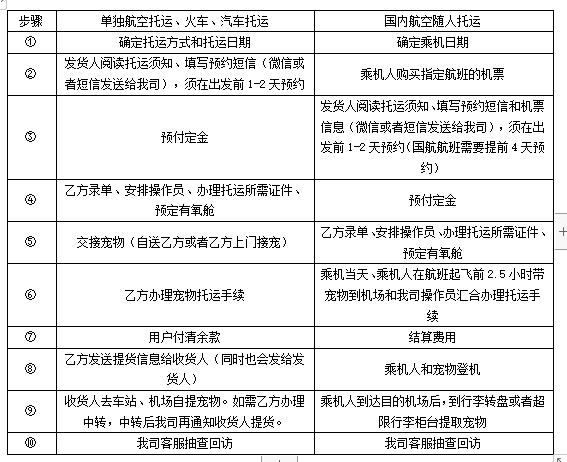 步骤
单独航空托运、火车、汽车托运
国内航空随人托运
①
确定托运方式和托运日期
确定乘机日期
②
发货人阅读托运须知、填写预约短信（微信或
者短信发送给我司），须在出发前1-2天预约
乘机人购买指定航班的机票
③
预付定金
发货人阅读托运须知、填写预约短信和机票
信息（微信或者短信发送给我司），须在出
发前1-2天预约(国航航班需要提前4天预
约）
④
乙方录单、安排操作员、办理托运所需证件、
预定有氧舱
预付定金
⑤
交接宠物（自送乙方或者乙方上门接宠）
乙方录单、安排操作员、办理托运所需证件、
预定有氧舱
⑥
乙方办理宠物托运手续
乘机当天、乘机人在航班起飞前2.5小时带
宠物到机场和我司操作员汇合办理托运手
续
⑦
用户付清余款
结算费用
⑧
乙方发送提货信息给收货人（同时也会发给发
货人）
乘机人和宠物登机
⑨
收货人去车站、机场自提宠物。如需乙方办理
中转，中转后我司再通知收货人提货。
乘机人到达目的机场后，到行李转盘或者超
限行李柜台提取宠物
⑩
我司客服抽查回访
我司客服抽查回访